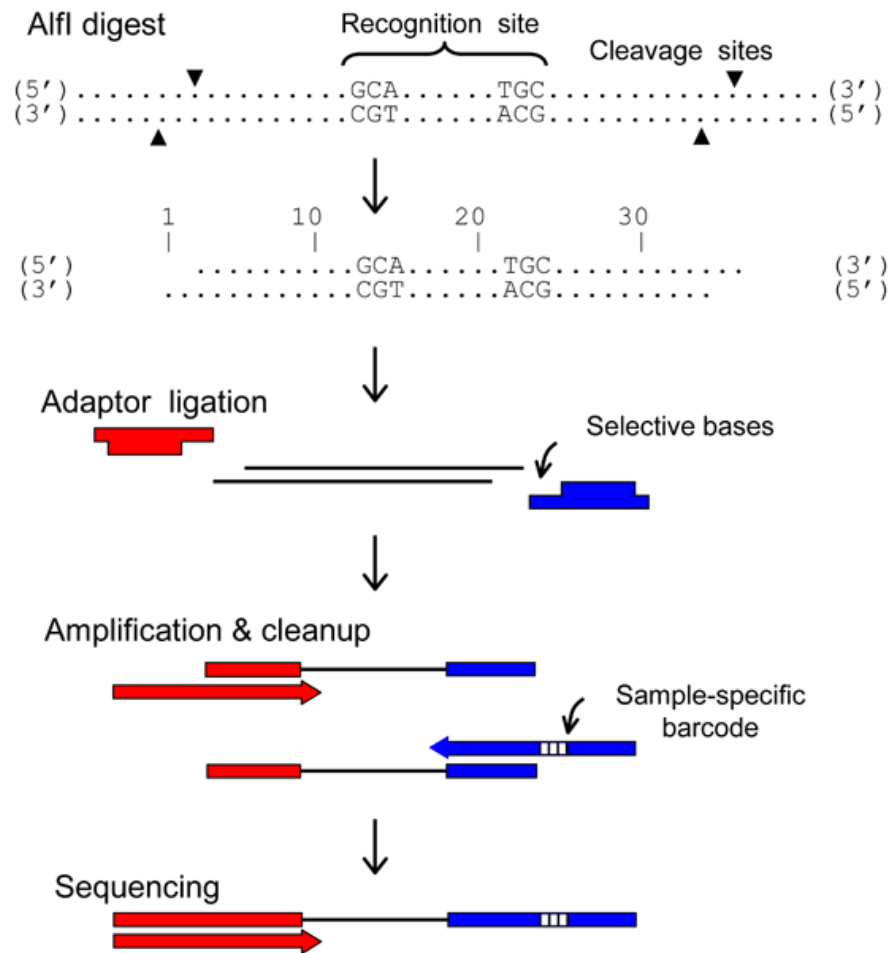 AlfI digest
Recognition site
Cleavage sites
(5′).................GCA......TGC.................(3′)
(3′).................CGT......ACG.................(5′)
1 10 20 30
| | | |
(5′) ..........GCA......TGC............ (3′)
(3′) ............CGT......ACG.......... (5′)
Adaptor ligation
Selective bases
Amplification & cleanup
Sample-specific
barcode
Sequencing